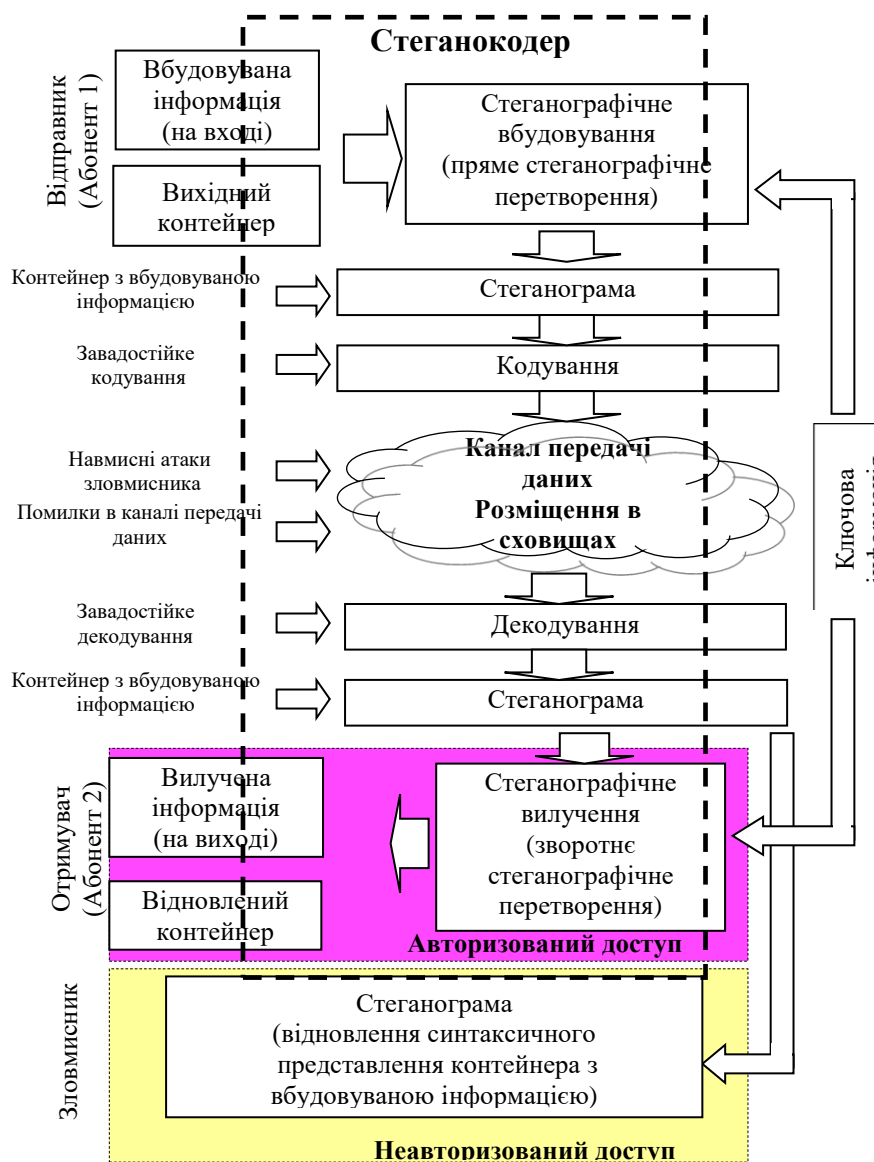 Стеганокодер
Відправник
(Абонент 1)
Вбудовувана
інформація
(на вході)
Вихідний
контейнер
Стеганографічне
вбудовування
(пряме стеганографічне
перетворення)
Контейнер з вбудовуваною
інформацією
Стеганограма
Завадостійке
кодування
Кодування
Навмисні атаки
зловмисника
Помилки в каналі передачі
даних
Канал передачі
даних
Розміщення в
сховищах
Ключова
Завадостійке
декодування
Декодування
Контейнер з вбудовуваною
інформацією
Стеганограма
Отримувач
(Абонент 2)
Вилучена
інформація
(на виході)
Відновлений
контейнер
Стеганографічне
вилучення
(зворотнє
стеганографічне
перетворення)
Авторизований доступ
Зловмисник
Стеганограма
(відновлення синтаксичного
представлення контейнера з
вбудовуваною інформацією)
Неавторизований доступ